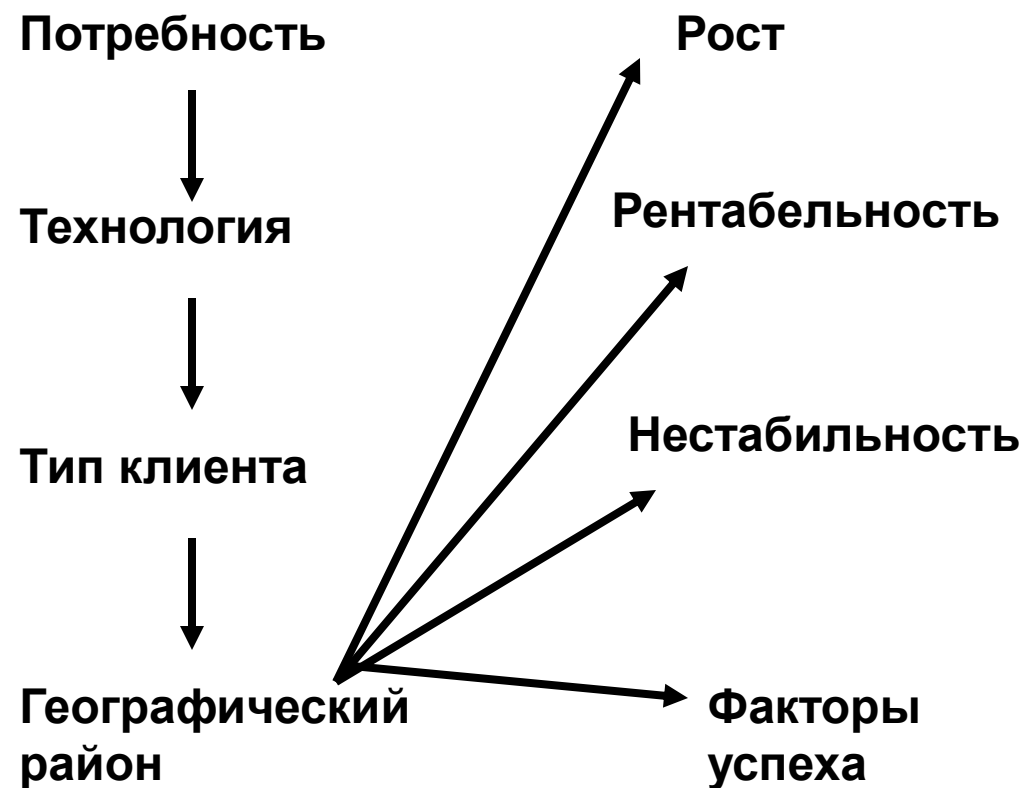 Потребность
Рост
Технология
Рентабельность
Тип клиента
Нестабильность
Географический
район
Факторы
успеха